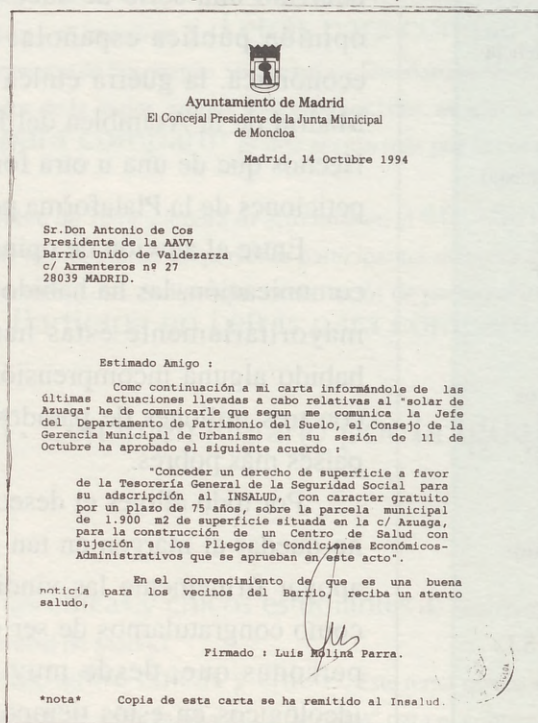 Ayuntamiento de Madrid
El Concejal Presidente de la Junta Municipal
de Moncloa
Madrid, 14 Octubre 1994
Sr.Don Antonio de Cos
Presidente de la AAVV
Barrio Unido de Valdezarza
c/ Armenteros nº 27
28039 MADRID.
Estimado Amigo :
Como continuación a mi carta informándole de las
últimas actuaciones llevadas a cabo relativas al "solar de
Azuaga" he de comunicarle que segun me comunica la Jefe
del Departamento de Patrimonio del Suelo, el Consejo de la
Gerencia Municipal de Urbanismo en su sesión de 11 de
Octubre ha aprobado el siguiente acuerdo .
"Conceder un derecho de superficie a favor
de la Tesorería General de la Seguridad Social para
su adscripción al INSALUD, con caracter gratuito
por un plazo de 75 años, sobre la parcela municipal
de 1.900 m2 de superficie situada en la c/ Azuaga,
para la construcción de un Centro de Salud con
sujeción a los Pliegos de Condiciones Económicos-
Administrativos que se aprueban en este acto".
En el convencimiento de que es una buena
noticia para los vecinos del Barrio, reciba un atento
saludo,
Firmado : Luis Molina Parra.
*nota* Copia de esta carta se ha remitido al Insalud.